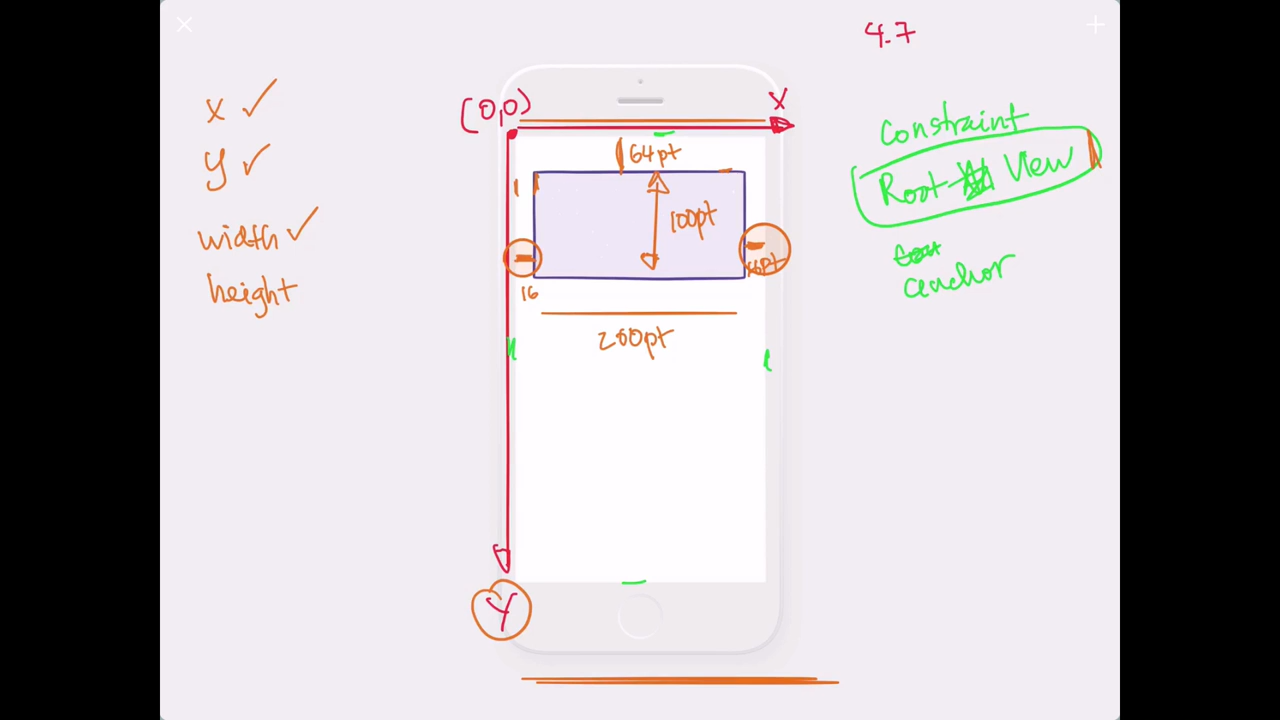 4.7
(0,0)
X
x
y
width
height
64pt
100pt
16
16pt
200pt
Y
Constraint
Root View
anchor